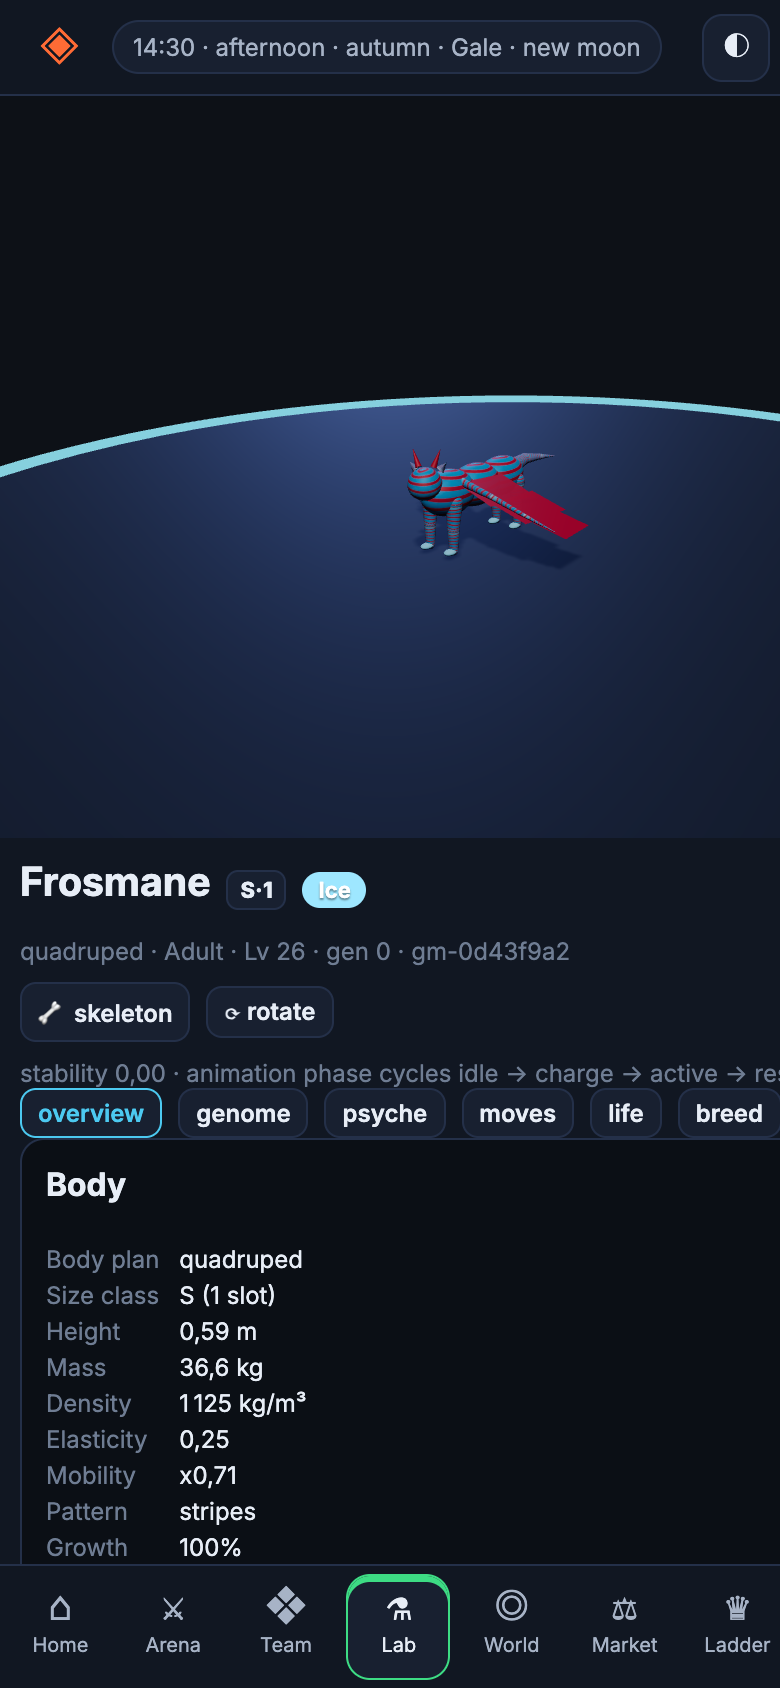 14:30 · afternoon · autumn · Gale · new moon
Frosmane S·1 Ice
quadruped · Adult · Lv 26 · gen 0 · gm-0d43f9a2
skeleton rotate
stability 0,00 · animation phase cycles idle → charge → active → res
overview genome psyche moves life breed
Body
Body plan quadruped
Size class S (1 slot)
Height 0,59 m
Mass 36,6 kg
Density 1 125 kg/m³
Elasticity 0,25
Mobility x0,71
Pattern stripes
Growth 100%
Home Arena Team Lab World Market Ladder